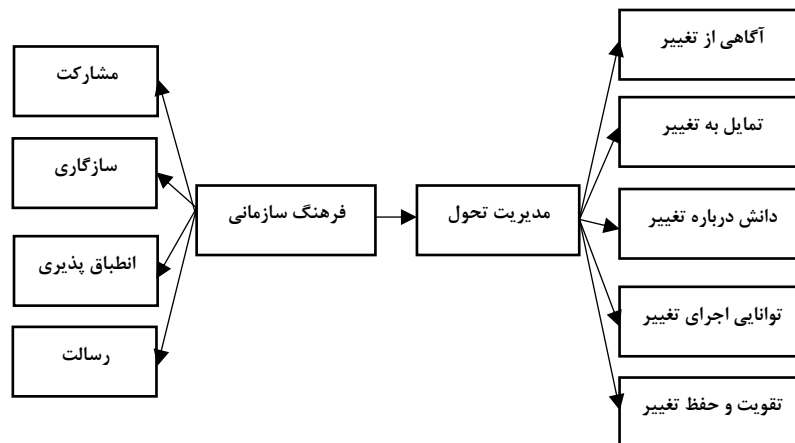 آگاهی از تغییر
مشارکت
تمایل به تغییر
سازگاری
فرهنگ سازمانی
مدیریت تحول
دانش درباره تغییر
انطباق پذیری
توانایی اجرای تغییر
رسالت
تقویت و حفظ تغییر